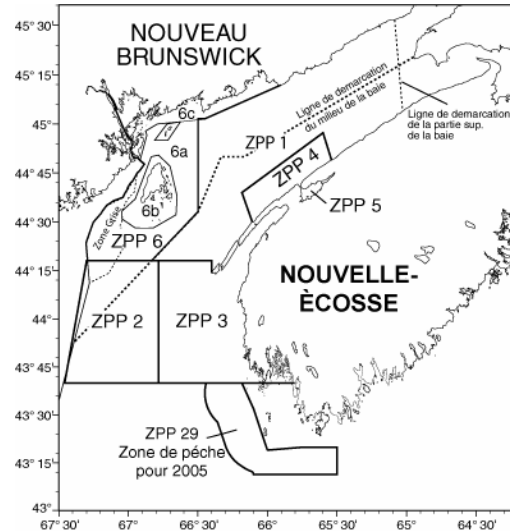 45° 30'
45° 15'
45°
44° 45'
44° 30'
44° 15'
44°
43° 45'
43° 30'
43° 15'
43°
NOUVEAU
BRUNSWICK
6c
6a
6b
Zone Grise
ZPP 6
ZPP 1
Ligne de demarcation
du milieu de la baie
Ligne de demarcation
de la partie sup.
de la baie
ZPP 4
ZPP 5
ZPP 2
ZPP 3
NOUVELLE-
ÈCOSSE
ZPP 29
Zone de péche
pour 2005
67° 30'
67°
66° 30'
66°
65° 30'
65°
64° 30'